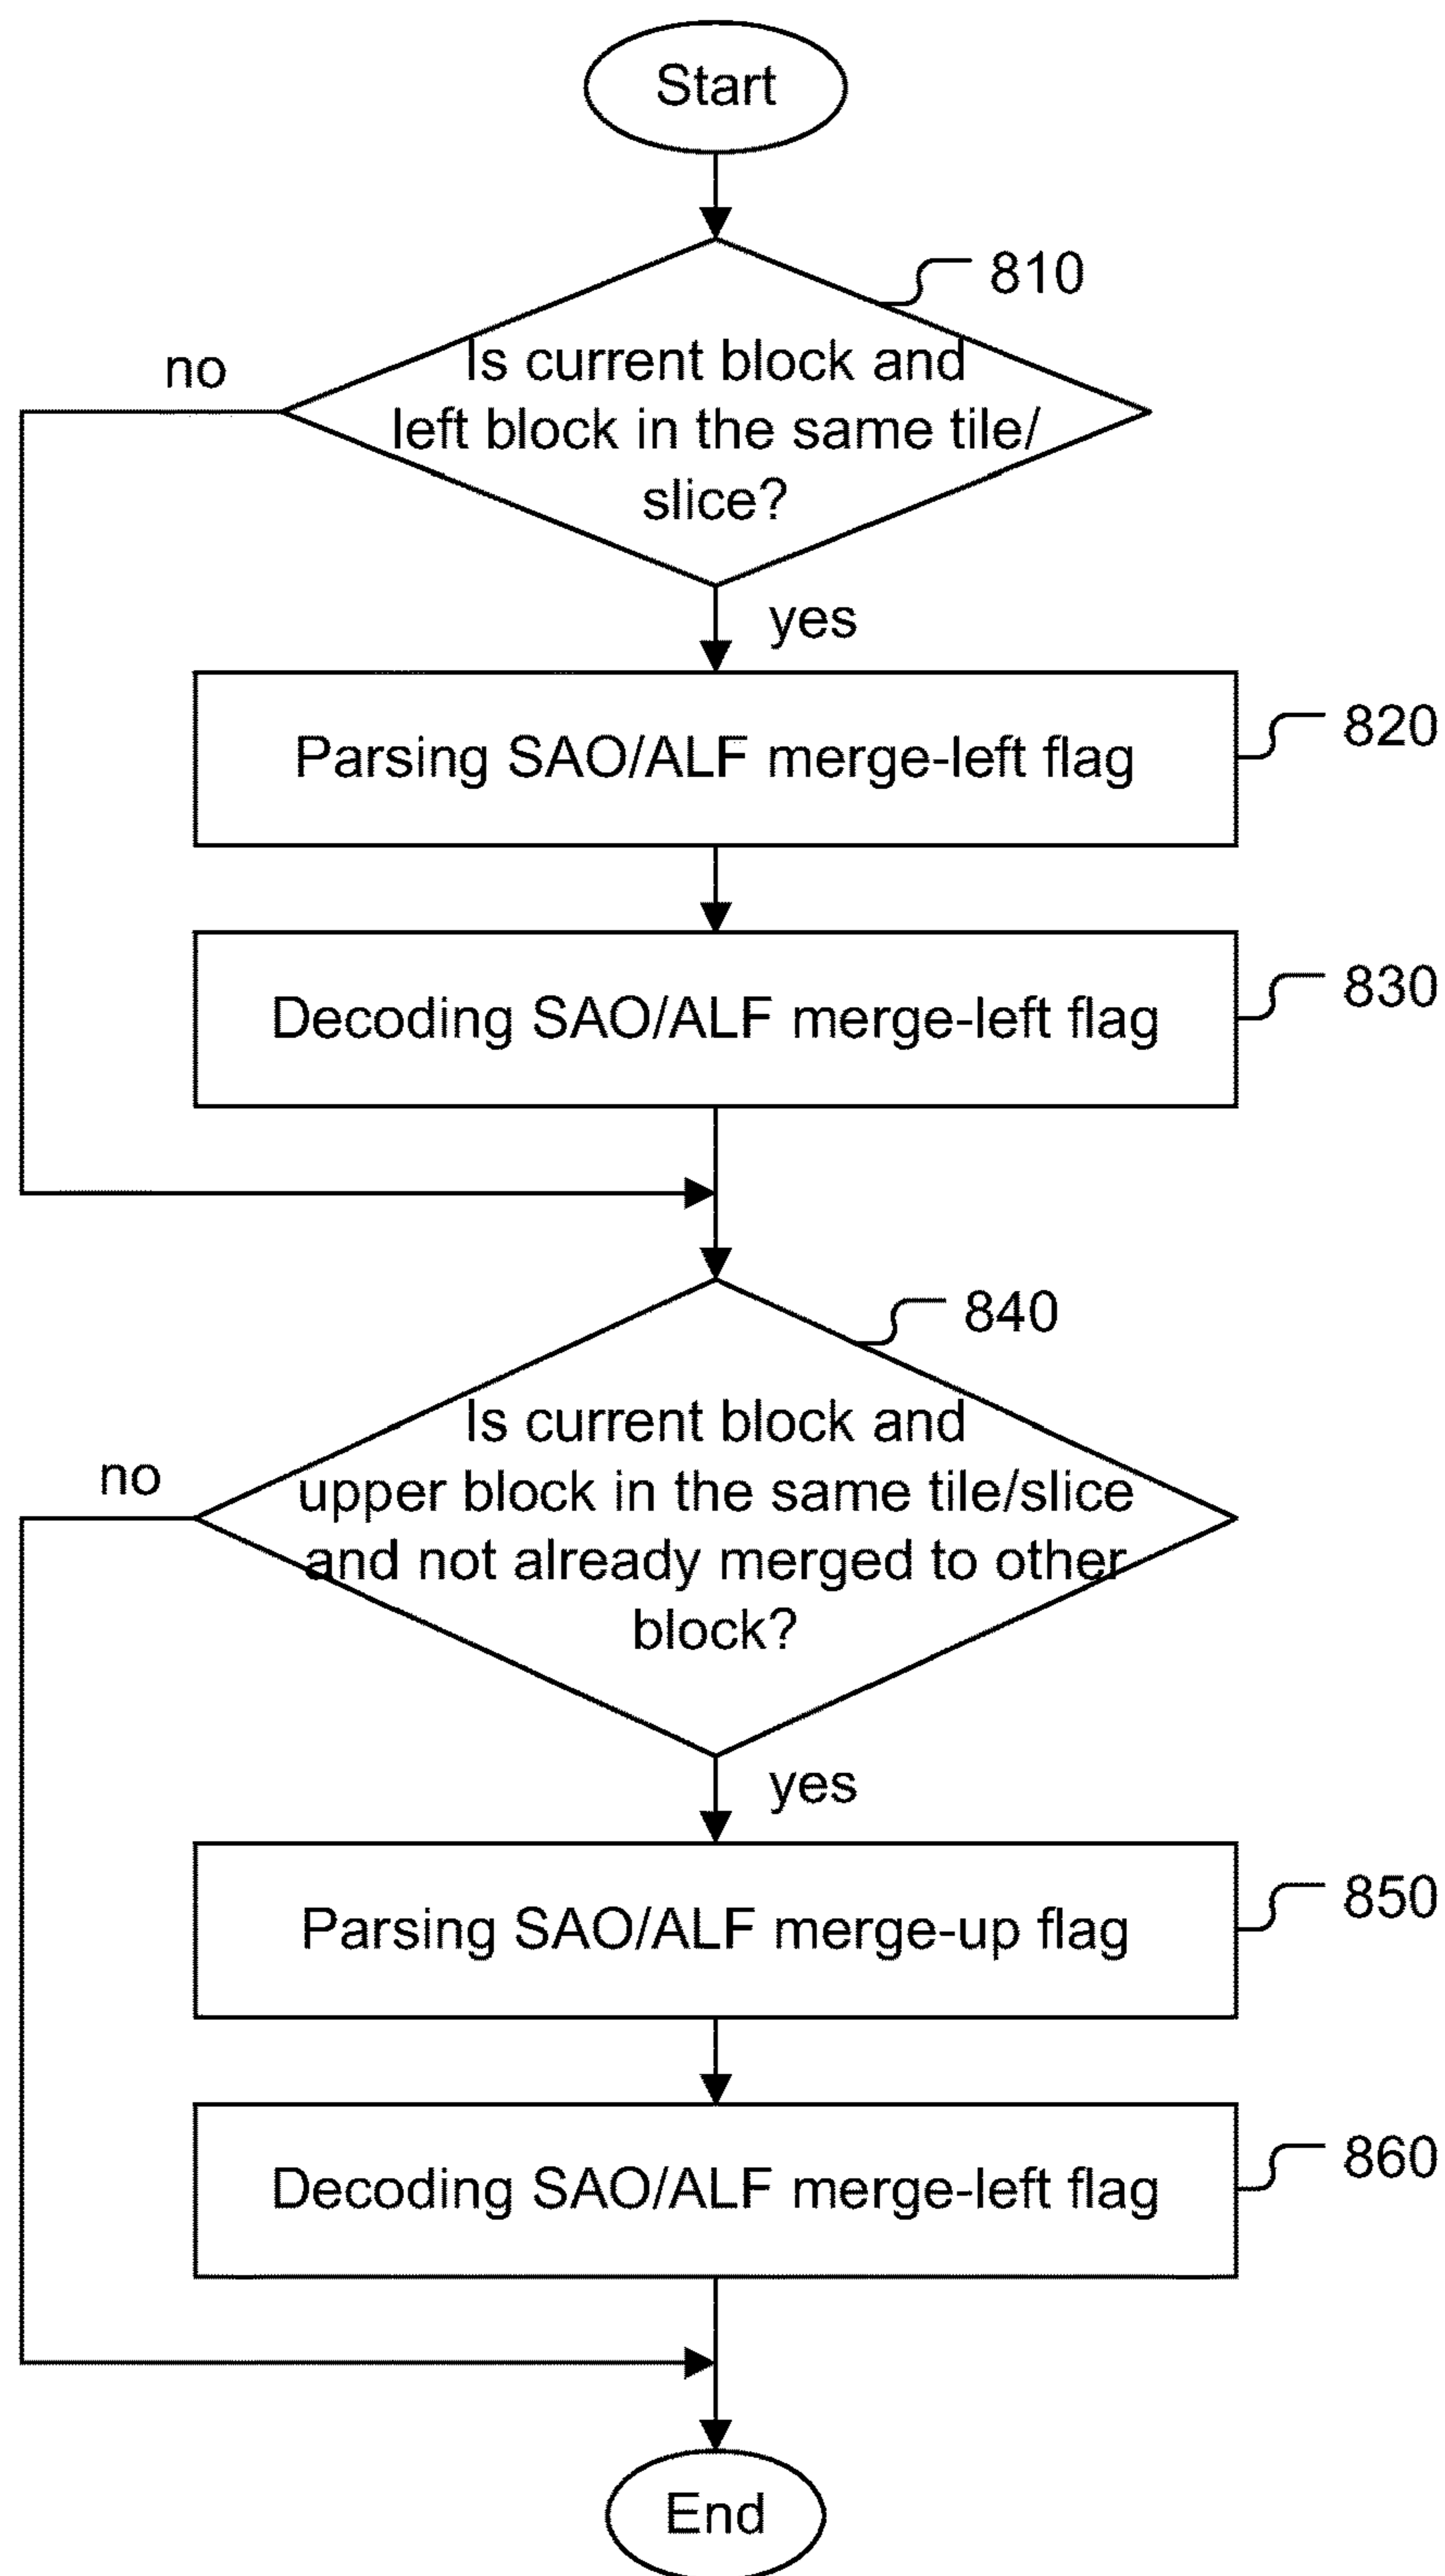 Start
810
no
Is current block and
left block in the same tile/
slice?
yes
820
Parsing SAO/ALF merge-left flag
830
Decoding SAO/ALF merge-left flag
840
Is current block and
no
upper block in the same tile/slice
and not already merged to other
block?
yes
850
Parsing SAO/ALF merge-up flag
860
Decoding SAO/ALF merge-left flag
End